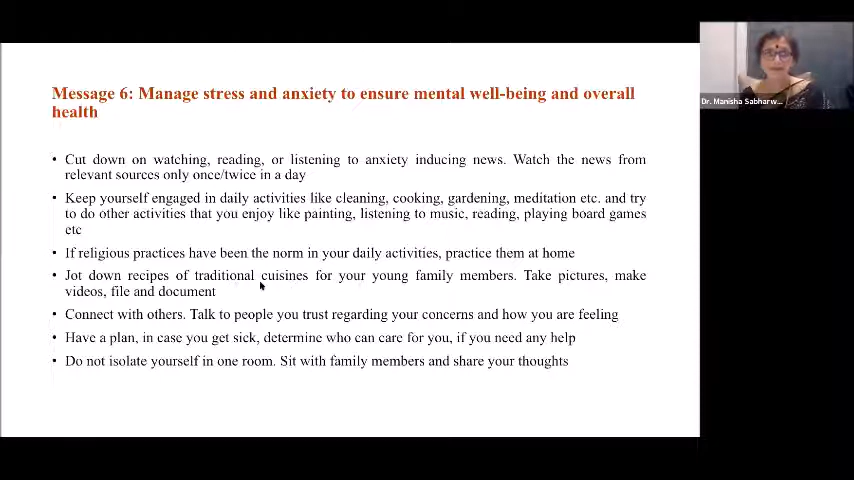 Message 6: Manage stress and anxiety to ensure mental well-being and overall
health
• Cut down on watching, reading, or listening to anxiety inducing news. Watch the news from
relevant sources only once/twice in a day
• Keep yourself engaged in daily activities like cleaning, cooking, gardening, meditation etc. and try
to do other activities that you enjoy like painting, listening to music, reading, playing board games
etc
• If religious practices have been the norm in your daily activities, practice them at home
• Jot down recipes of traditional cuisines for your young family members. Take pictures, make
videos, file and document
• Connect with others. Talk to people you trust regarding your concerns and how you are feeling
• Have a plan, in case you get sick, determine who can care for you, if you need any help
• Do not isolate yourself in one room. Sit with family members and share your thoughts
Dr. Manisha Sabharw...